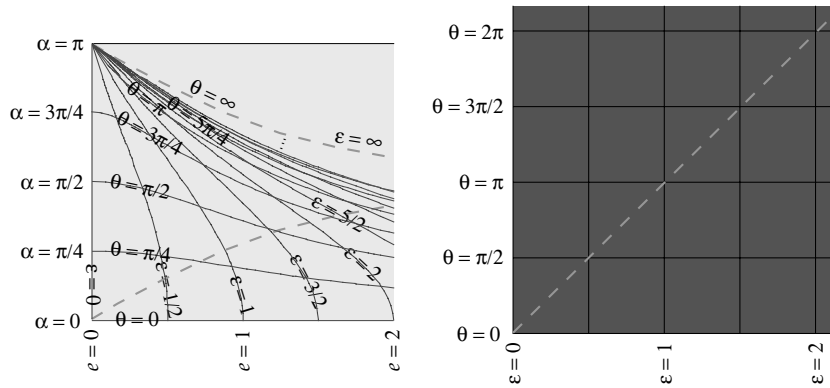 α = π
α = 3π/4
α = π/2
α = π/4
α = 0
θ = ∞
ε = ∞
θ = π
θ = 5π/4
θ = 3π/4
θ = π/2
θ = π/4
θ = 0
ε = 0
ε = 1/2
ε = 1
ε = 3/2
ε = 2
ε = 5/2
e = 0
e = 1
e = 2
θ = 2π
θ = 3π/2
θ = π
θ = π/2
θ = 0
ε = 0
ε = 1
ε = 2